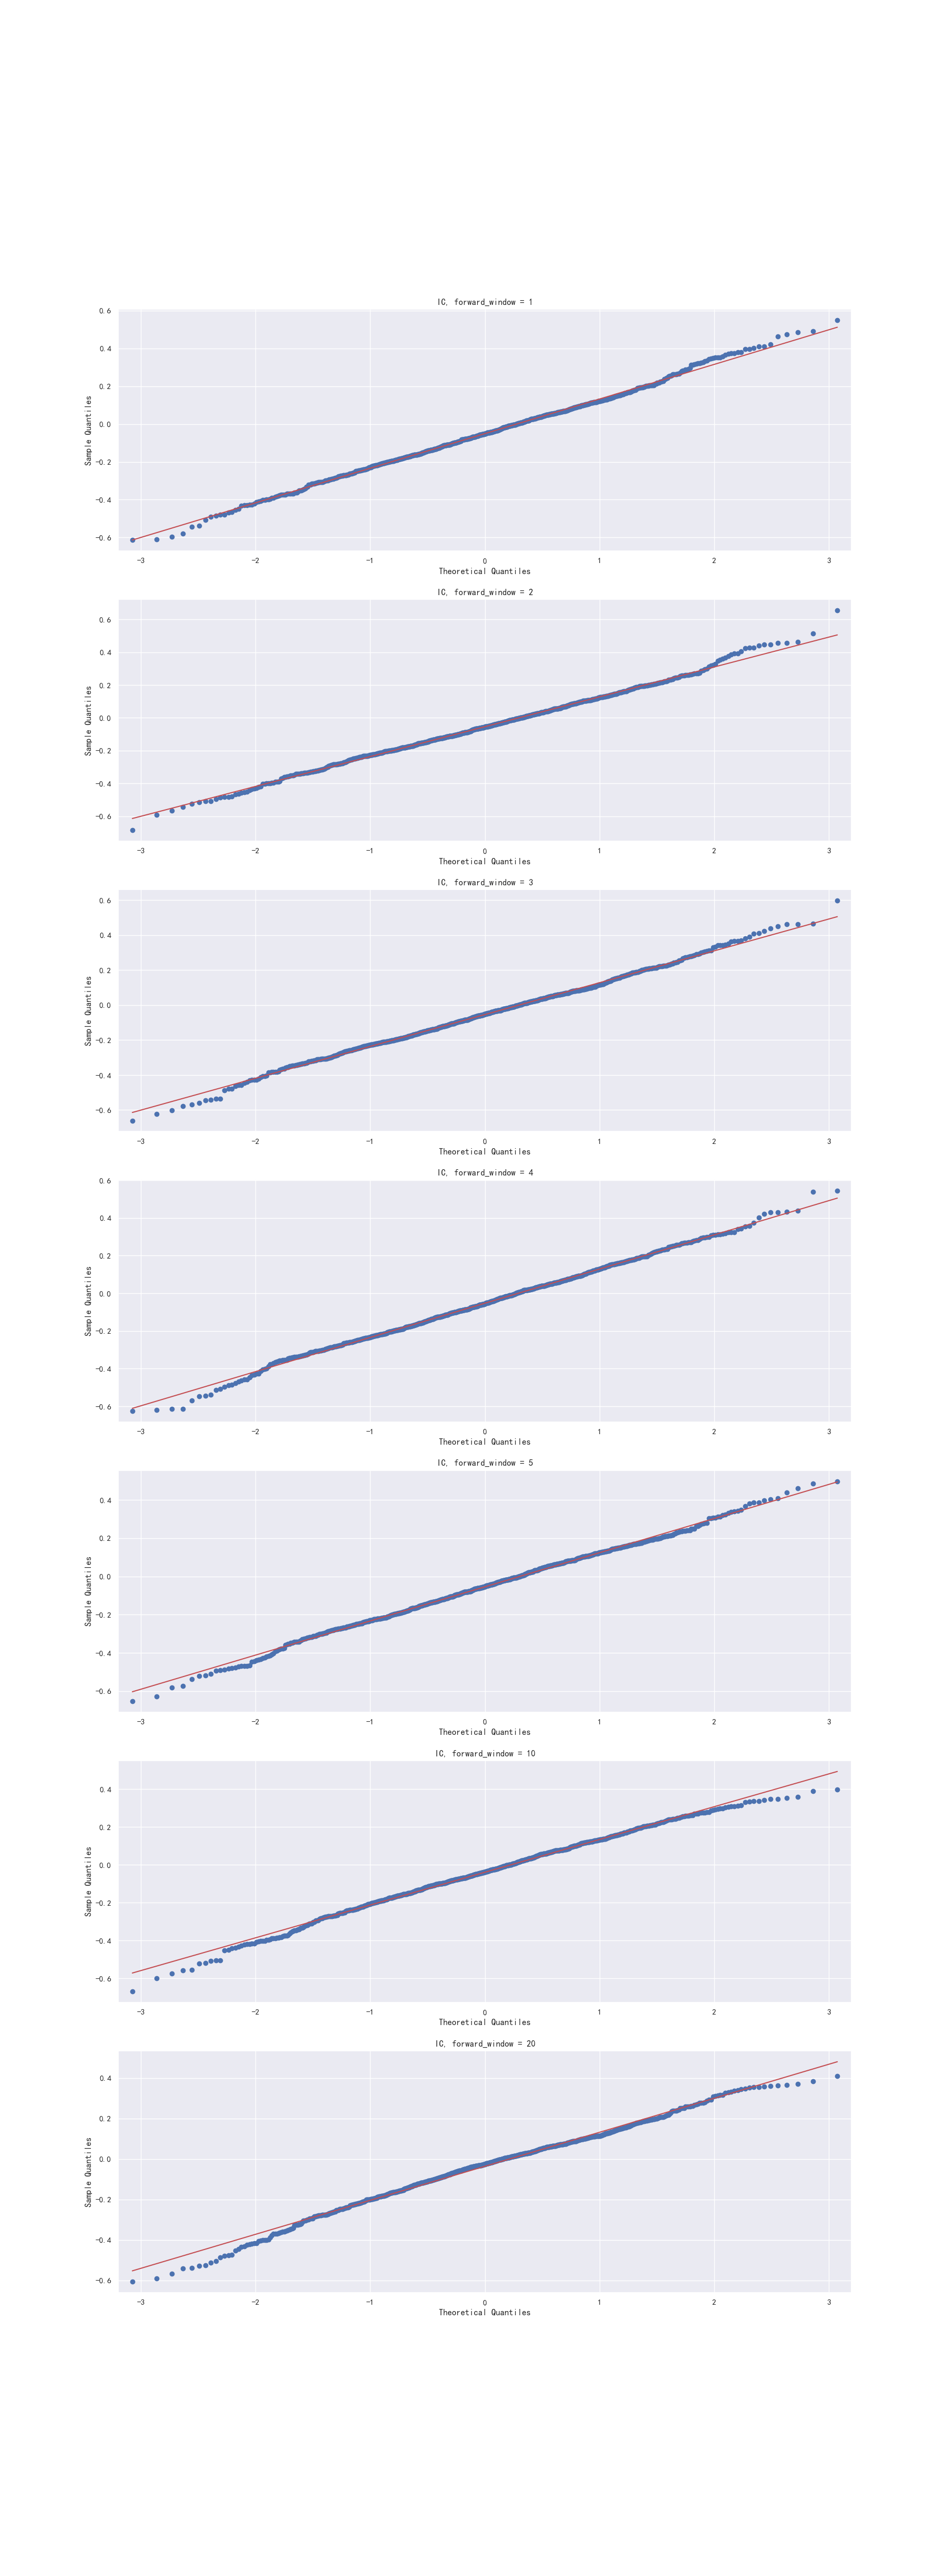 IC, forward_window = 1
0.6
0.4
0.2
0.0
−0.2
−0.4
−0.6
Sample Quantiles
−3 −2 −1 0 1 2 3
Theoretical Quantiles
IC, forward_window = 2
0.6
0.4
0.2
0.0
−0.2
−0.4
−0.6
Sample Quantiles
−3 −2 −1 0 1 2 3
Theoretical Quantiles
IC, forward_window = 3
0.6
0.4
0.2
0.0
−0.2
−0.4
−0.6
Sample Quantiles
−3 −2 −1 0 1 2 3
Theoretical Quantiles
IC, forward_window = 4
0.6
0.4
0.2
0.0
−0.2
−0.4
−0.6
Sample Quantiles
−3 −2 −1 0 1 2 3
Theoretical Quantiles
IC, forward_window = 5
0.4
0.2
0.0
−0.2
−0.4
−0.6
Sample Quantiles
−3 −2 −1 0 1 2 3
Theoretical Quantiles
IC, forward_window = 10
0.4
0.2
0.0
−0.2
−0.4
−0.6
Sample Quantiles
−3 −2 −1 0 1 2 3
Theoretical Quantiles
IC, forward_window = 20
0.4
0.2
0.0
−0.2
−0.4
−0.6
Sample Quantiles
−3 −2 −1 0 1 2 3
Theoretical Quantiles